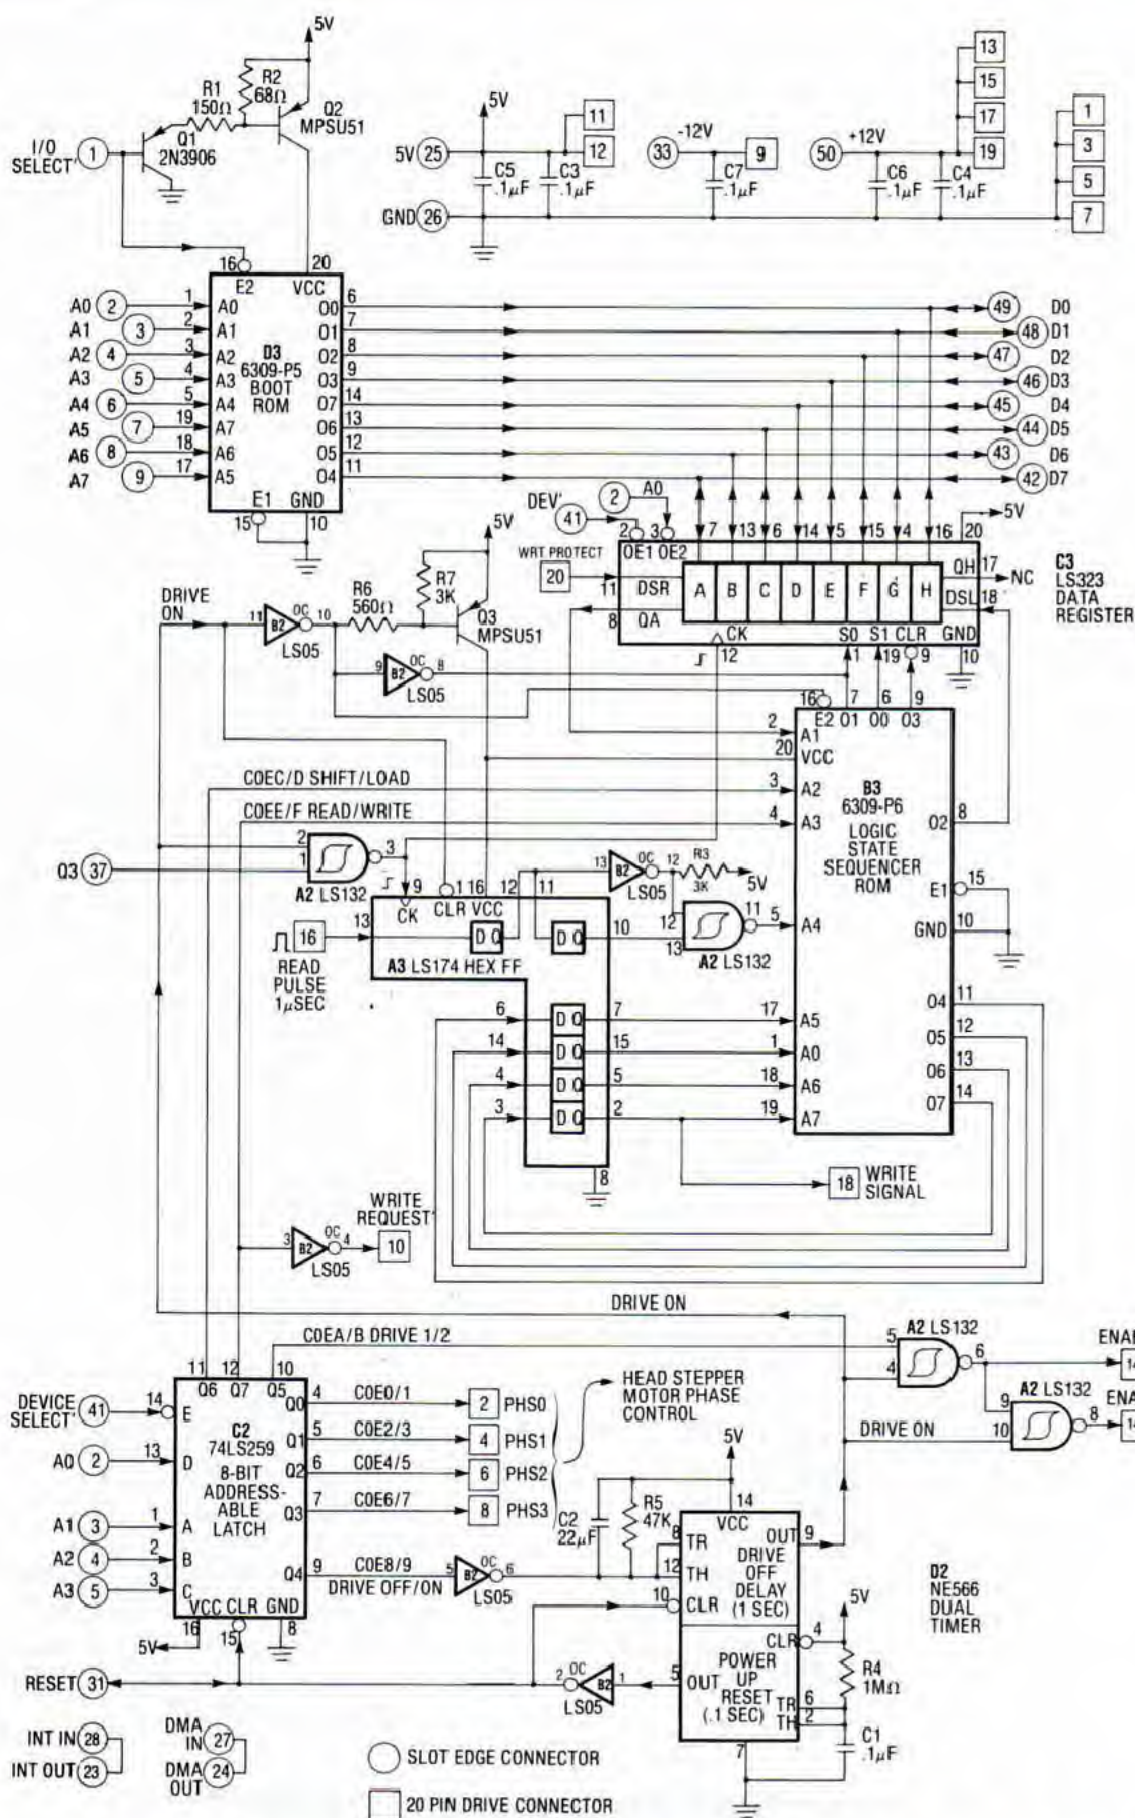 5V
R2
68Ω
R1
150Ω
Q2
MPSU51
Q1
2N3906
I/O
SELECT'
1
5V
5V 25
C5
.1μF
C3
.1μF
11
12
-12V
33
C7
.1μF
9
+12V
50
C6
.1μF
C4
.1μF
13
15
17
19
1
3
5
7
GND 26
16 20
E2 VCC
A0 2 1 A0
A1 3 2 A1
A2 4 3 A2
A3 5 4 A3
A4 6 5 A4
A5 7 19 A7
A6 8 18 A6
A7 9 17 A5
D3
6309-P5
BOOT
ROM
O0 6
O1 7
O2 8
O3 9
O7 14
O6 13
O5 12
O4 11
E1 GND
15 10
49 D0
48 D1
47 D2
46 D3
45 D4
44 D5
43 D6
42 D7
2 A0
DEV'
41
2 3 7 13 6 14 5 15 4 16 20
5V
OE1 OE2
WRT PROTECT
20
11
DSR A B C D E F G H
QH 17 NC
DSL 18
8 QA
CK
12
S0 S1 CLR GND
1 19 9 10
C3
LS323
DATA
REGISTER
5V
R7
3K
DRIVE
ON
11 B2 OC 10
LS05
R6
560Ω
Q3
MPSU51
9 B2 OC 8
LS05
16 7 6 9
E2 O1 O0 O3
2 A1
20 VCC
3 A2
4 A3
B3
6309-P6
LOGIC
STATE
SEQUENCER
ROM
O2 8
E1 15
GND 10
O4 11
O5 12
O6 13
O7 14
5 A4
17 A5
1 A0
18 A6
19 A7
C0EC/D SHIFT/LOAD
C0EE/F READ/WRITE
Q3 37
2
1
3
A2 LS132
13 B2 OC 12
LS05
R3
3K
5V
12
13
11
A2 LS132
9 1 16 12 11
CK CLR VCC
13
16
READ
PULSE
1μSEC
D Q
D Q 10
A3 LS174 HEX FF
6 D Q 7
14 D Q 15
4 D Q 5
3 D Q 2
8
18 WRITE
SIGNAL
WRITE
REQUEST'
3 B2 OC 4
LS05
10
DRIVE ON
C0EA/B DRIVE 1/2
5
4
A2 LS132
6
ENA
A2 LS132
9
10
8
ENA
DRIVE ON
11 12 10
Q6 Q7 Q5
DEVICE
SELECT'
41
14 E
A0 2 13 D
A1 3 1 A
A2 4 2 B
A3 5 3 C
C2
74LS259
8-BIT
ADDRESS-
ABLE
LATCH
Q0 4 C0E0/1 2 PHS0
Q1 5 C0E2/3 4 PHS1
Q2 6 C0E4/5 6 PHS2
Q3 7 C0E6/7 8 PHS3
HEAD STEPPER
MOTOR PHASE
CONTROL
Q4 9 C0E8/9
DRIVE OFF/ON
5 B2 OC 6
LS05
VCC CLR GND
16 15 8
5V
C2
22μF
R5
47K
5V
14
VCC
8 TR
12 TH
10 CLR
OUT 9
DRIVE
OFF
DELAY
(1 SEC)
D2
NE566
DUAL
TIMER
5V
CLR 4
R4
1MΩ
POWER
UP
RESET
(.1 SEC)
5 OUT
TR 6
TH 2
7
C1
.1μF
RESET 31
2 OC B2 1
LS05
INT IN 28
INT OUT 23
DMA
IN 27
DMA
OUT 24
SLOT EDGE CONNECTOR
20 PIN DRIVE CONNECTOR